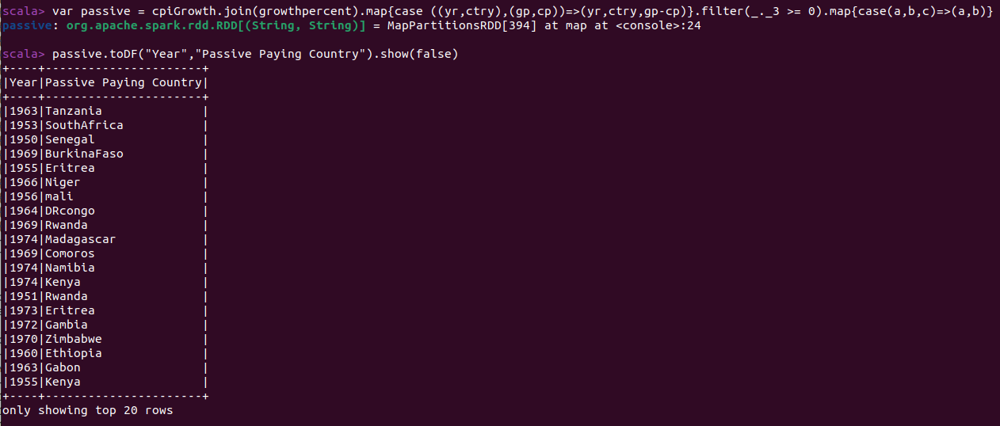 scala> var passive = cpiGrowth.join(growthpercent).map{case ((yr,ctry),(gp,cp))=>(yr,ctry,gp-cp)}.filter(_._3 >= 0).map{case(a,b,c)=>(a,b)}
passive: org.apache.spark.rdd.RDD[(String, String)] = MapPartitionsRDD[394] at map at <console>:24
scala> passive.toDF("Year","Passive Paying Country").show(false)
+----+----------------------+
|Year|Passive Paying Country|
+----+----------------------+
|1963|Tanzania              |
|1953|SouthAfrica           |
|1950|Senegal               |
|1969|BurkinaFaso           |
|1955|Eritrea               |
|1966|Niger                 |
|1956|mali                  |
|1964|DRcongo               |
|1969|Rwanda                |
|1974|Madagascar            |
|1969|Comoros               |
|1974|Namibia               |
|1974|Kenya                 |
|1951|Rwanda                |
|1973|Eritrea               |
|1972|Gambia                |
|1970|Zimbabwe              |
|1960|Ethiopia              |
|1963|Gabon                 |
|1955|Kenya                 |
+----+----------------------+
only showing top 20 rows